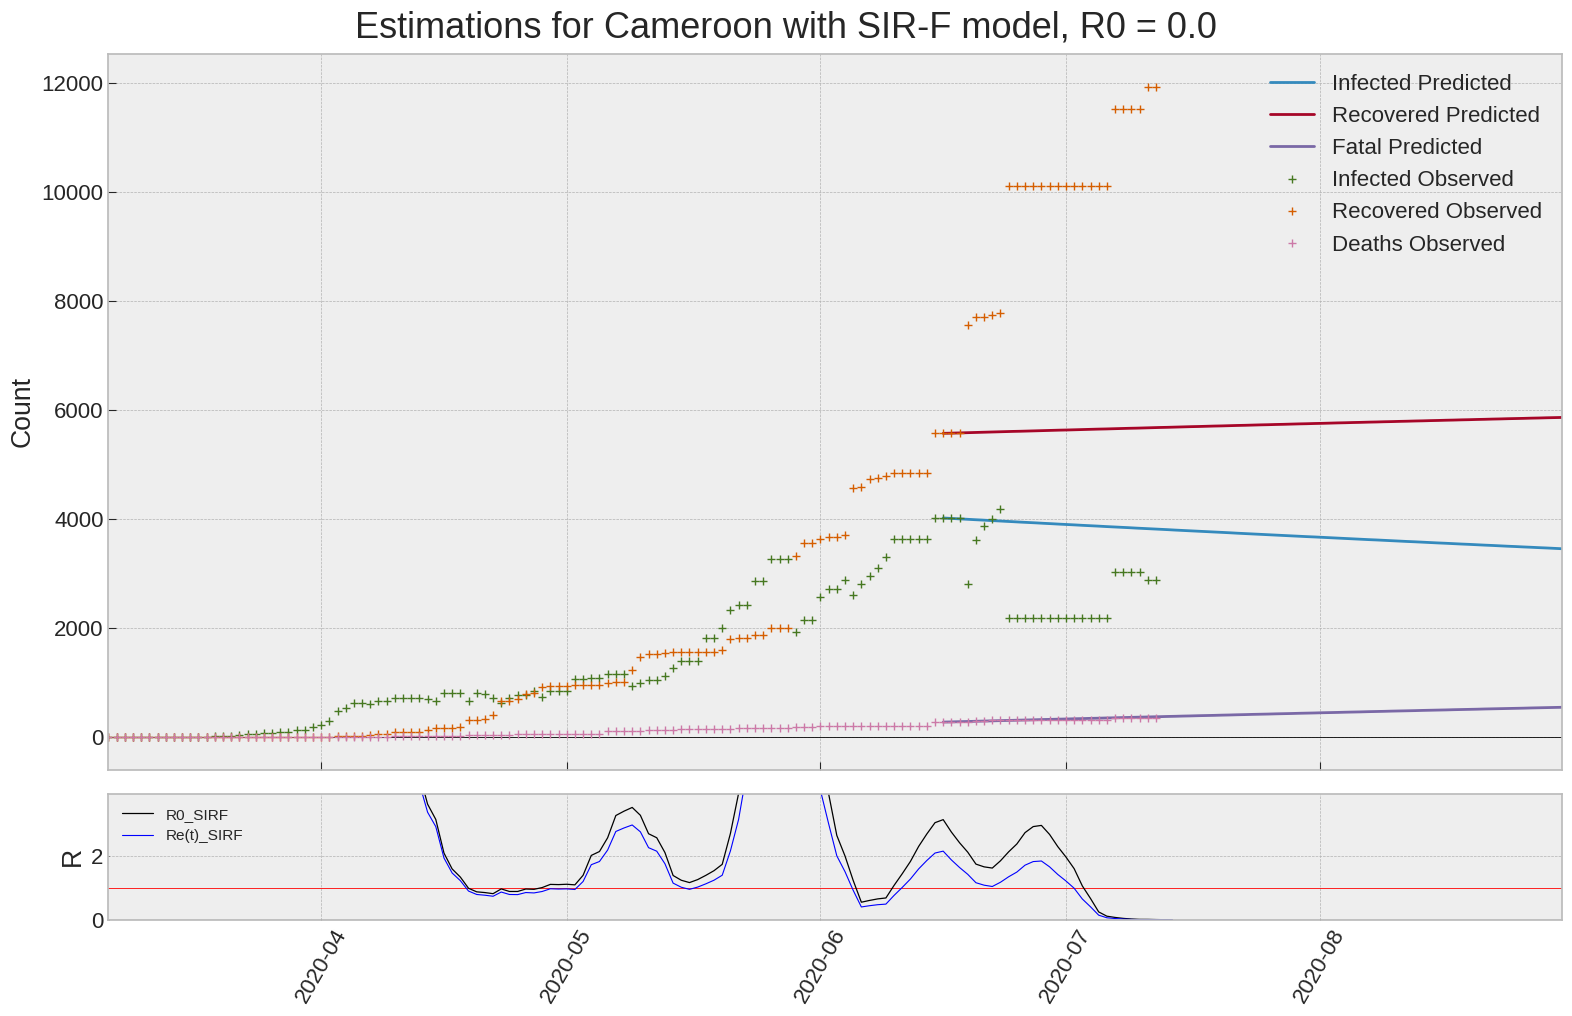 Estimations for Cameroon with SIR-F model, R0 = 0.0
12000
10000
8000
6000
4000
2000
0
Count
Infected Predicted
Recovered Predicted
Fatal Predicted
Infected Observed
Recovered Observed
Deaths Observed
R0_SIRF
Re(t)_SIRF
R
2
0
2020-04
2020-05
2020-06
2020-07
2020-08